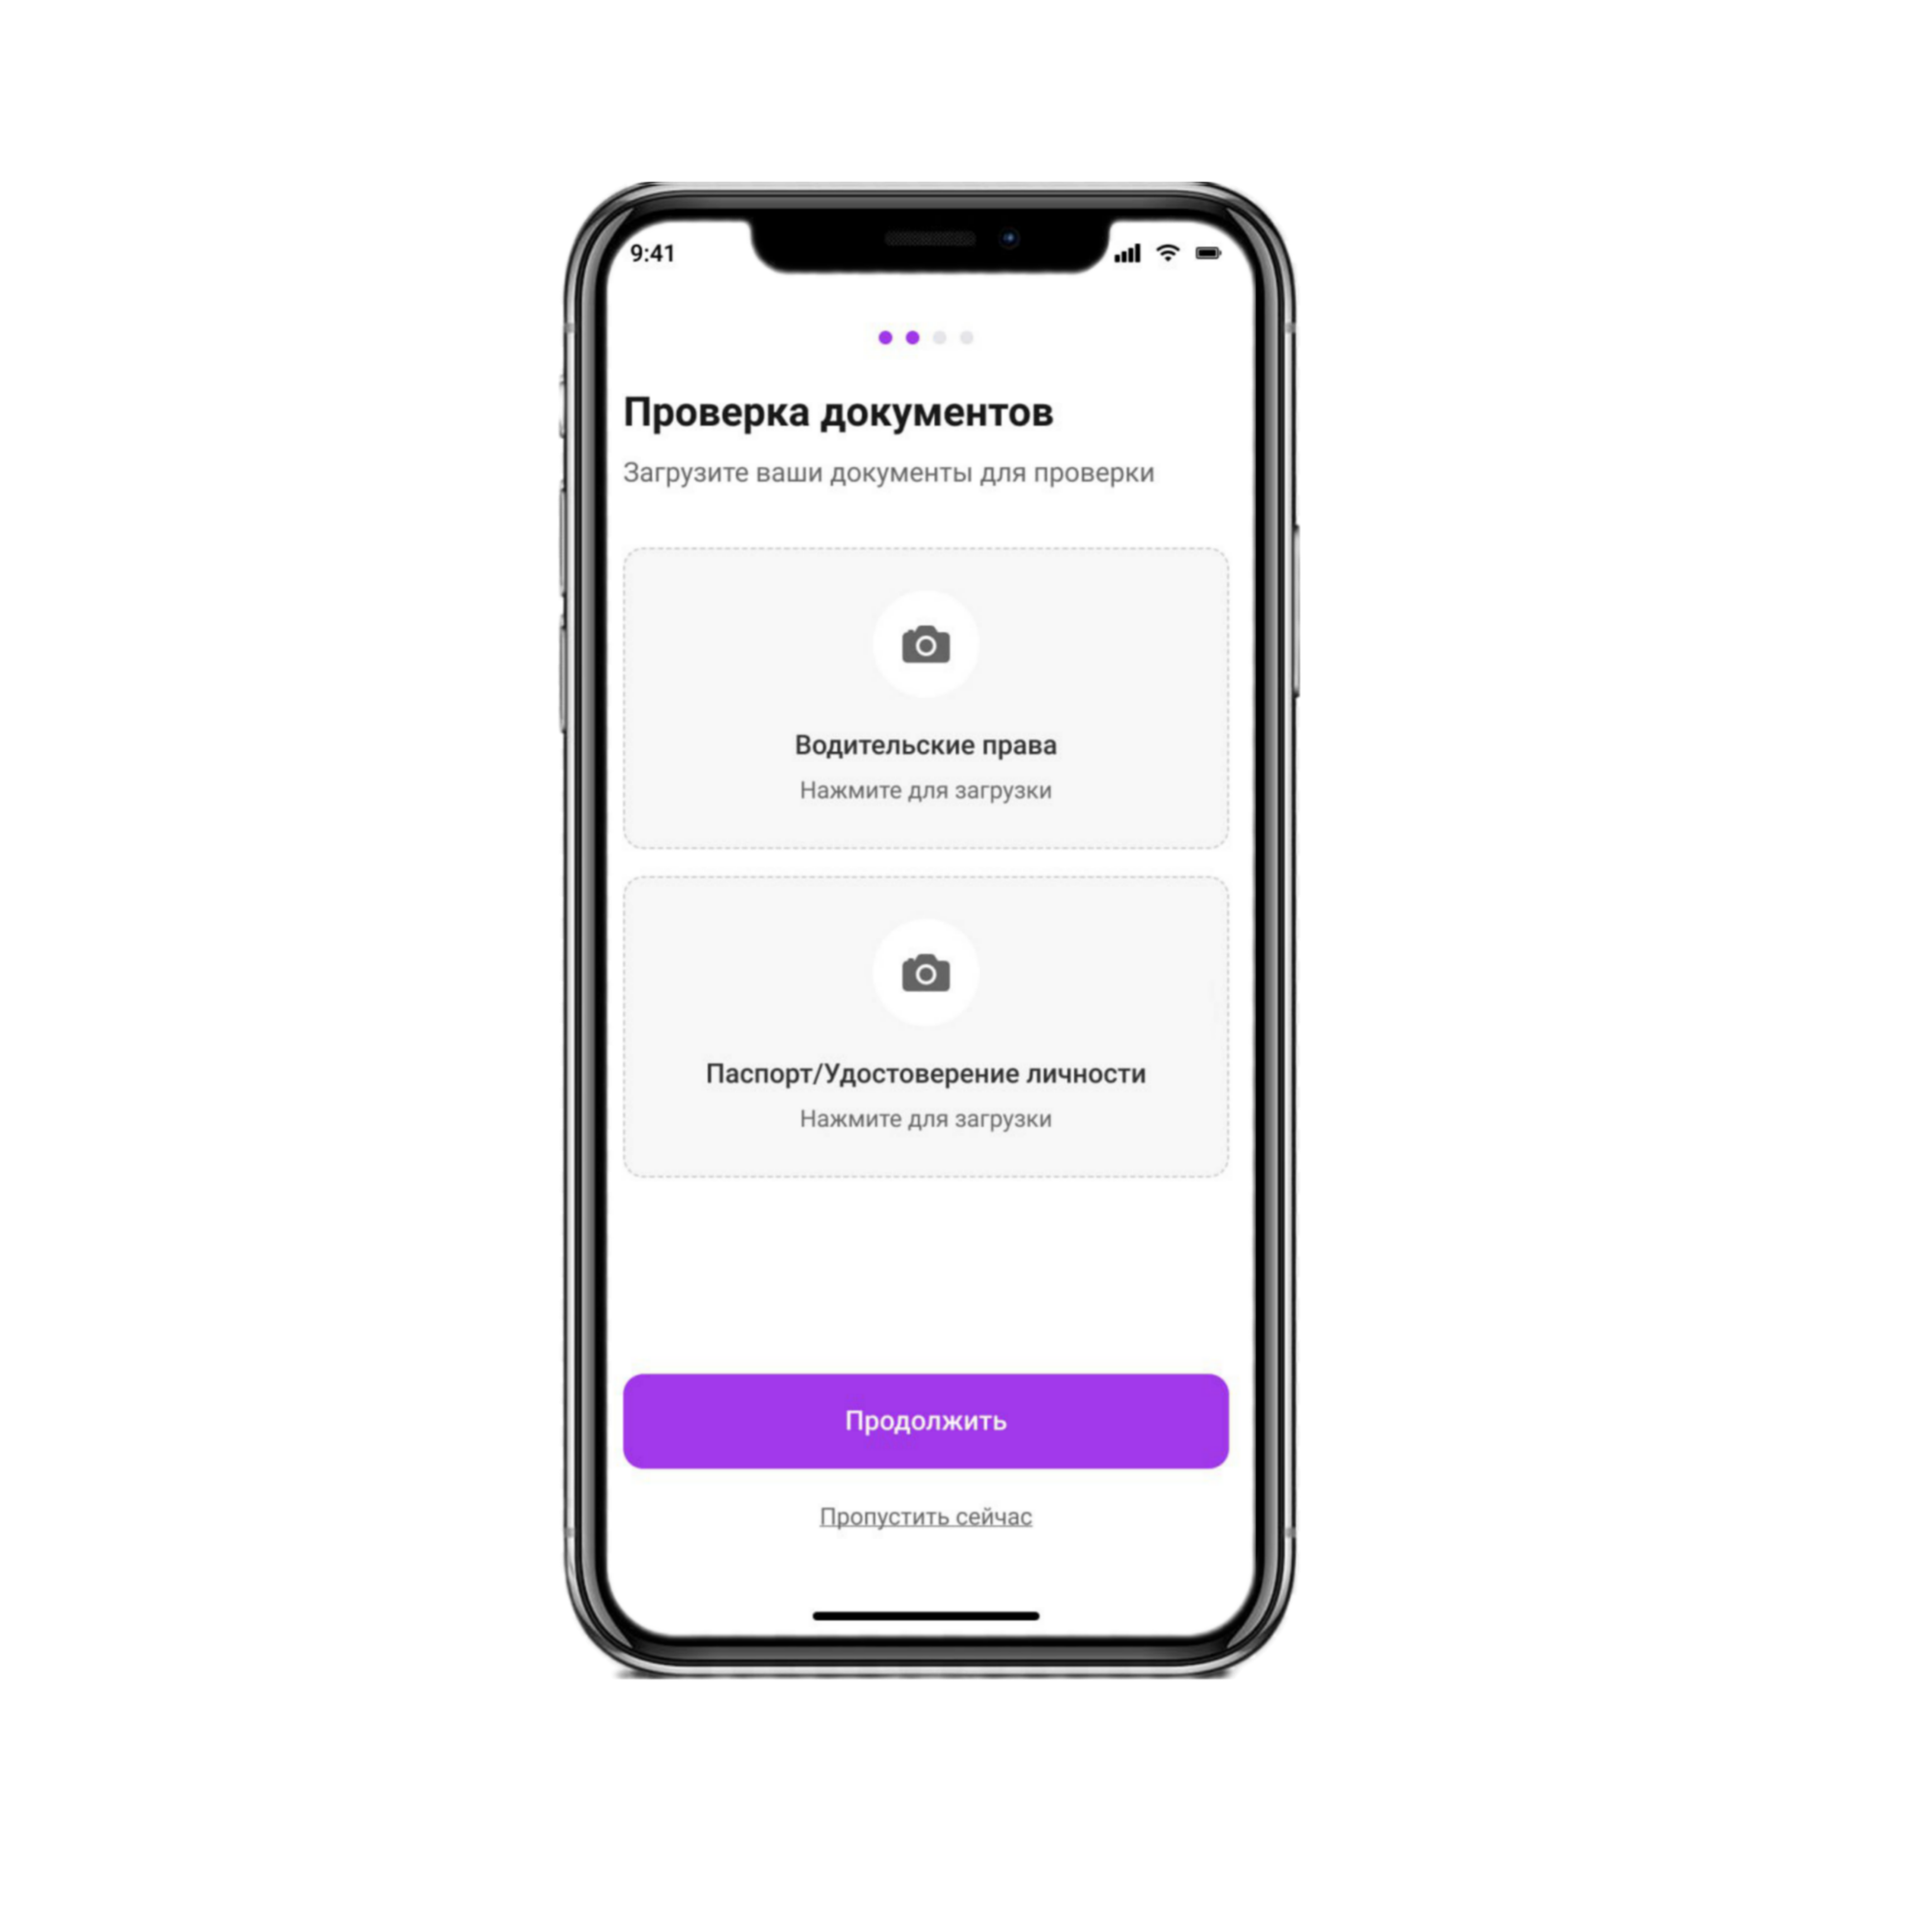 9:41
Проверка документов
Загрузите ваши документы для проверки
Водительские права
Нажмите для загрузки
Паспорт/Удостоверение личности
Нажмите для загрузки
Продолжить
Пропустить сейчас